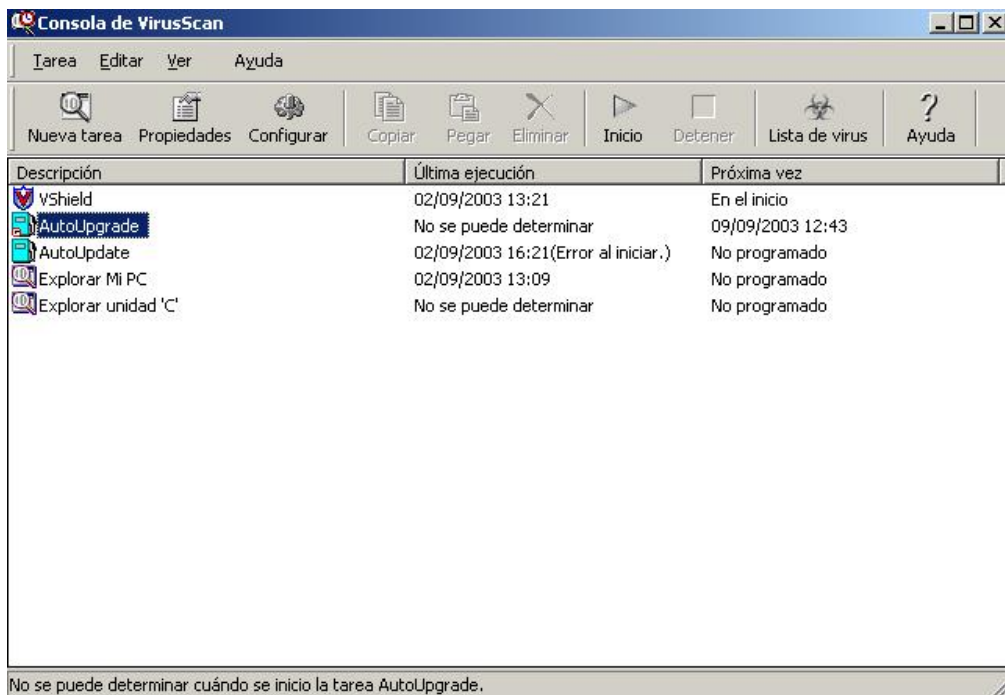 Consola de VirusScan
Tarea Editar Ver Ayuda
Nueva tarea Propiedades Configurar Copiar Pegar Eliminar Inicio Detener Lista de virus Ayuda
Descripción Última ejecución Próxima vez
VShield 02/09/2003 13:21 En el inicio
AutoUpgrade No se puede determinar 09/09/2003 12:43
AutoUpdate 02/09/2003 16:21(Error al iniciar.) No programado
Explorar Mi PC 02/09/2003 13:09 No programado
Explorar unidad 'C' No se puede determinar No programado
No se puede determinar cuándo se inicio la tarea AutoUpgrade.